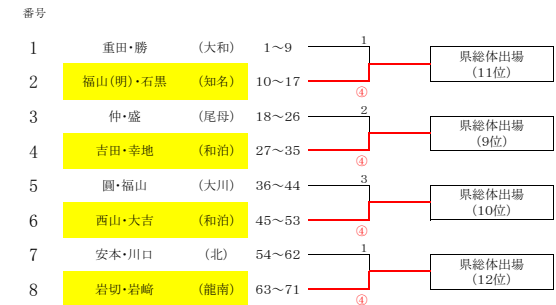 番号
1 重田・勝 (大和) 1～9 1
県総体出場
(11位)
2 福山(明)・石黒 (知名) 10～17 ④
3 仲・盛 (尾母) 18～26 2
県総体出場
(9位)
4 吉田・幸地 (和泊) 27～35 ④
5 圓・福山 (大川) 36～44 3
県総体出場
(10位)
6 西山・大吉 (和泊) 45～53 ④
7 安本・川口 (北) 54～62 1
県総体出場
(12位)
8 岩切・岩﨑 (龍南) 63～71 ④